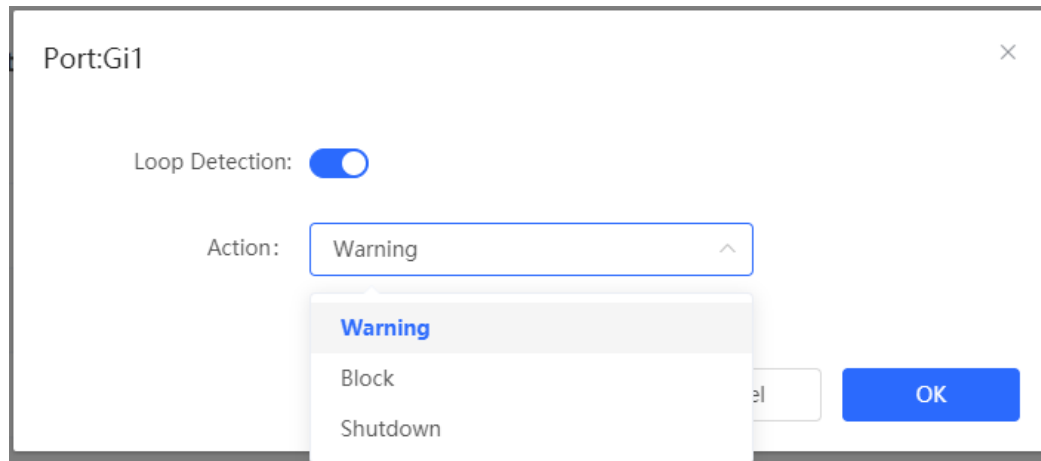 Port:Gi1
Loop Detection:
Action:
Warning
Warning
Block
Shutdown
OK